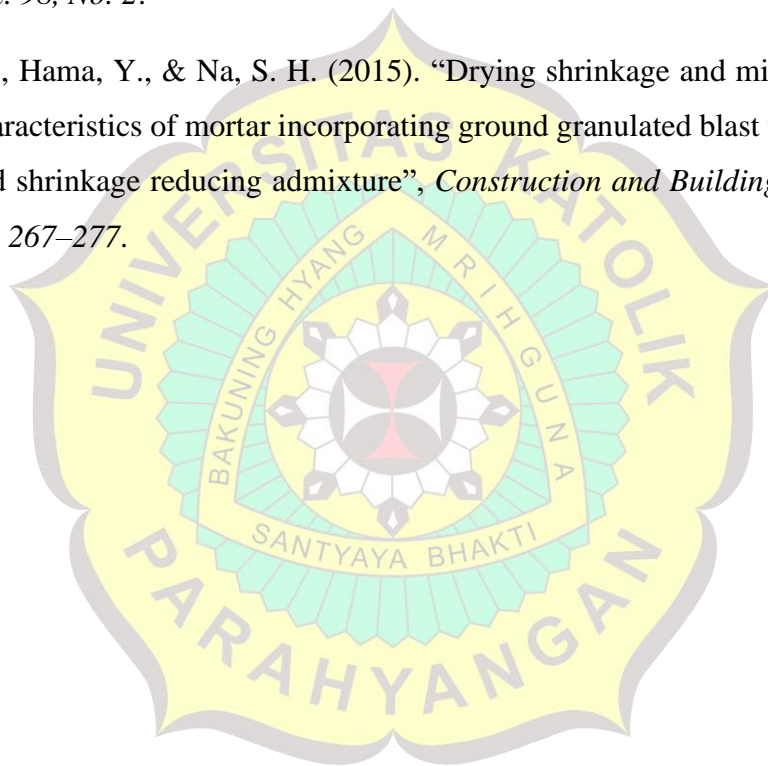 98, No. 2.
, Hama, Y., & Na, S. H. (2015). “Drying shrinkage and mi
aracteristics of mortar incorporating ground granulated blast
d shrinkage reducing admixture”, Construction and Building
267–277.
UNIVERSITAS KATOLIK
BAKUNING HYANG MRIHGUNA
SANTYAYA BHAKTI
PARAHYANGAN